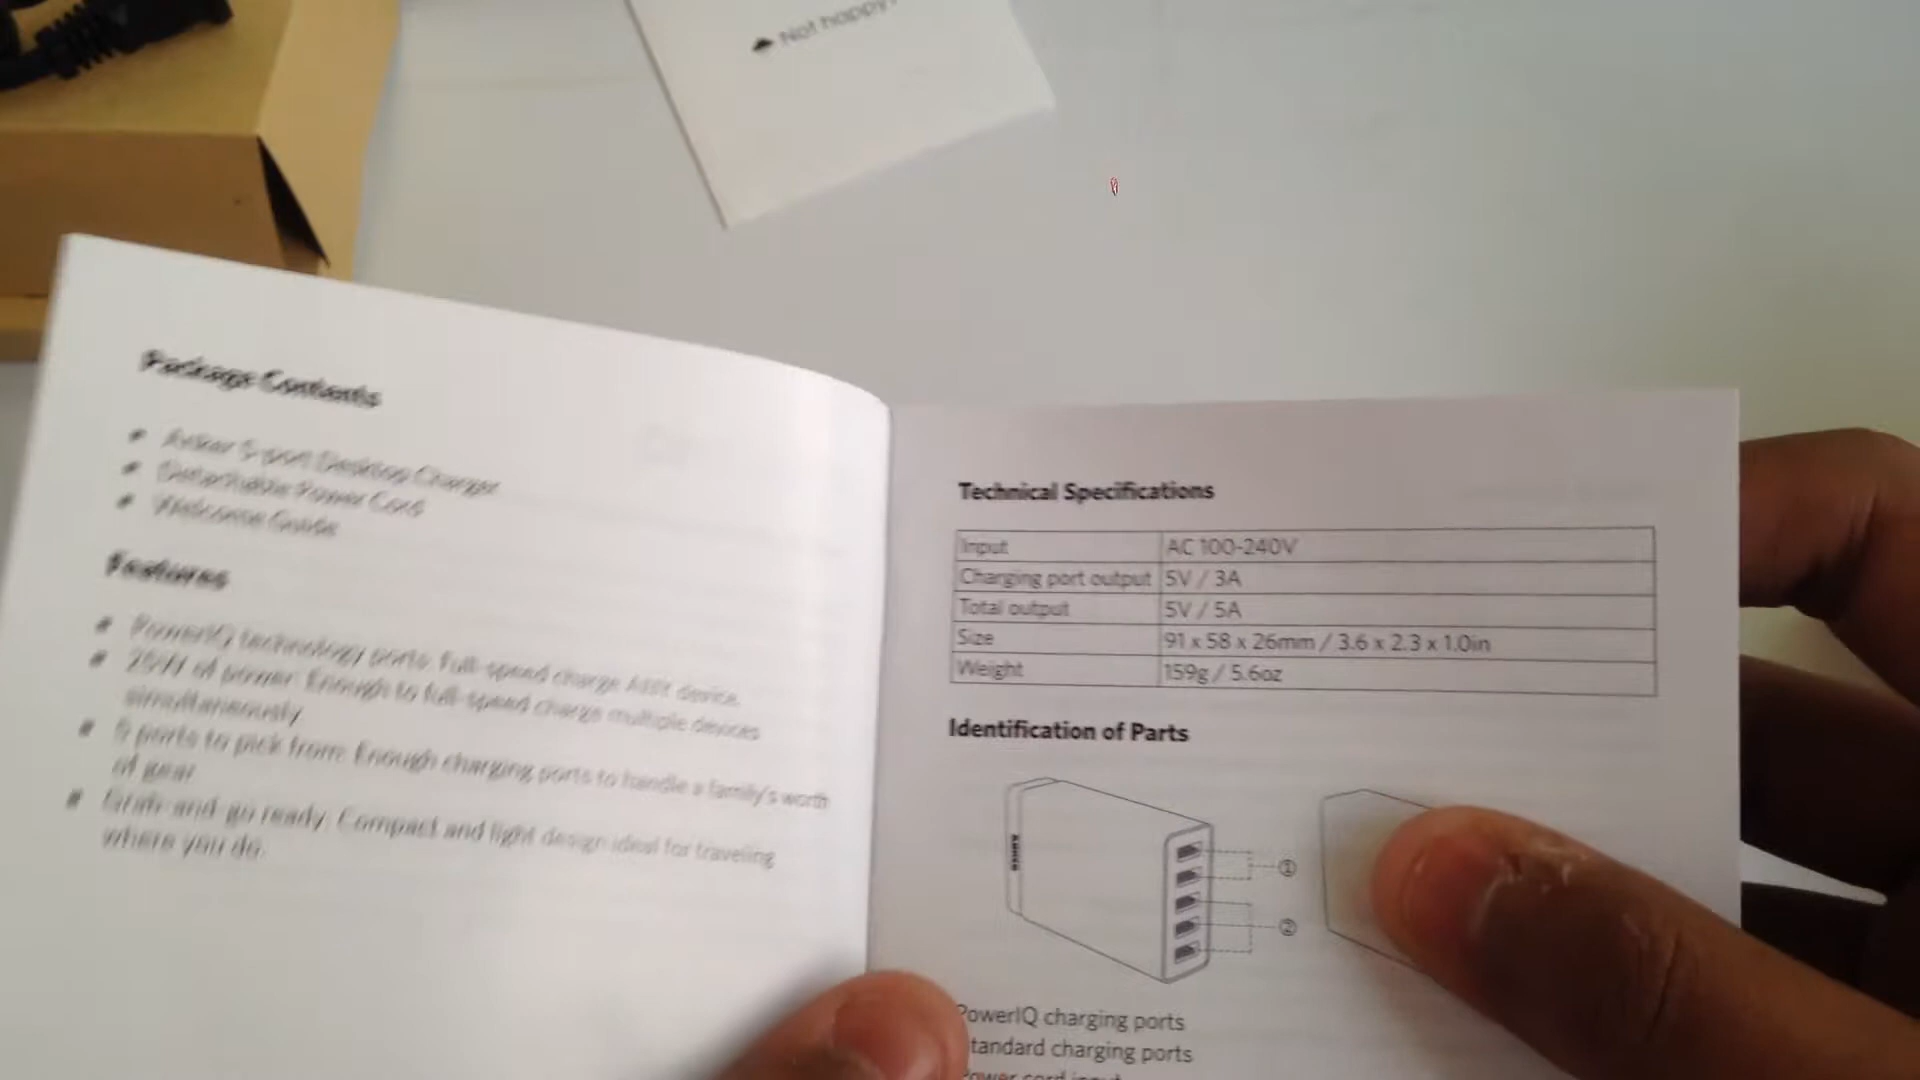 Not happy?
Package Contents
Anker 5-port Desktop Charger
Detachable Power Cord
Welcome Guide
Features
PowerIQ technology ports: Full-speed charge any device.
25W of power: Enough to full-speed charge multiple devices
simultaneously
5 ports to pick from: Enough charging ports to handle a family's worth
of gear
Grab-and-go ready: Compact and light design ideal for traveling
where you do.
Technical Specifications
Input AC 100-240V
Charging port output 5V / 3A
Total output 5V / 5A
Size 91 x 58 x 26mm / 3.6 x 2.3 x 1.0in
Weight 159g / 5.6oz
Identification of Parts
ANKER
①
②
PowerIQ charging ports
tandard charging ports